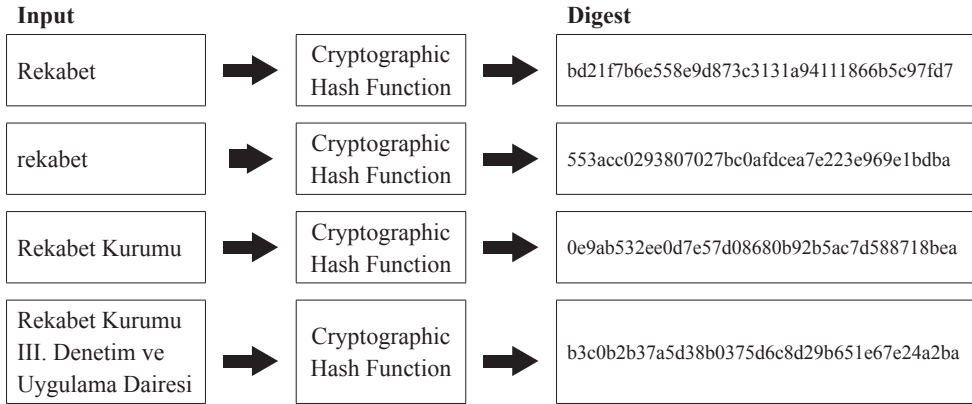 Input
Digest
Rekabet
Cryptographic
Hash Function
bd21f7b6e558e9d873c3131a94111866b5c97fd7
rekabet
Cryptographic
Hash Function
553acc0293807027bc0afdcea7e223e969e1bdba
Rekabet Kurumu
Cryptographic
Hash Function
0e9ab532ee0d7e57d08680b92b5ac7d588718bea
Rekabet Kurumu
III. Denetim ve
Uygulama Dairesi
Cryptographic
Hash Function
b3c0b2b37a5d38b0375d6c8d29b651e67e24a2ba